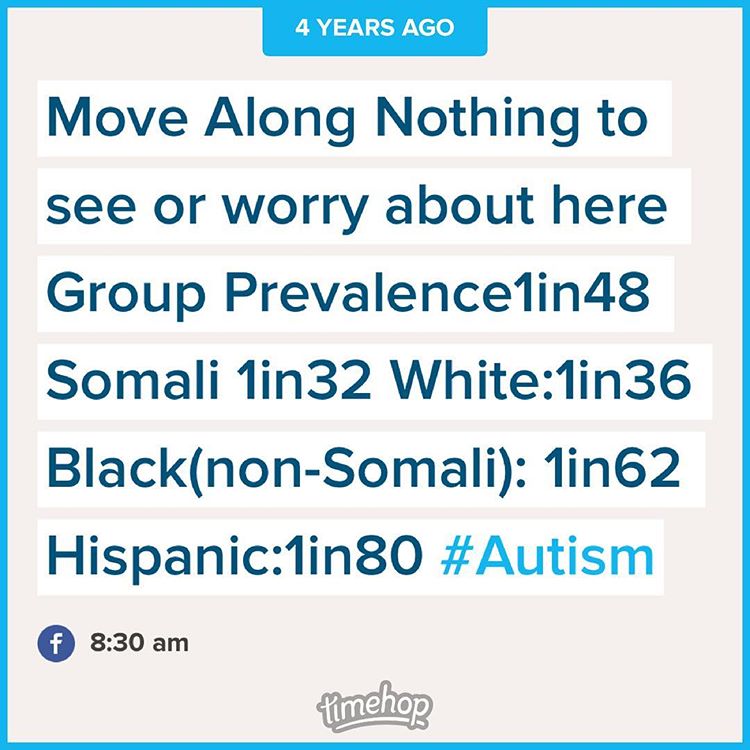 4 YEARS AGO
Move Along Nothing to
see or worry about here
Group Prevalence1in48
Somali 1in32 White:1in36
Black(non-Somali): 1in62
Hispanic:1in80 #Autism
f 8:30 am
timehop